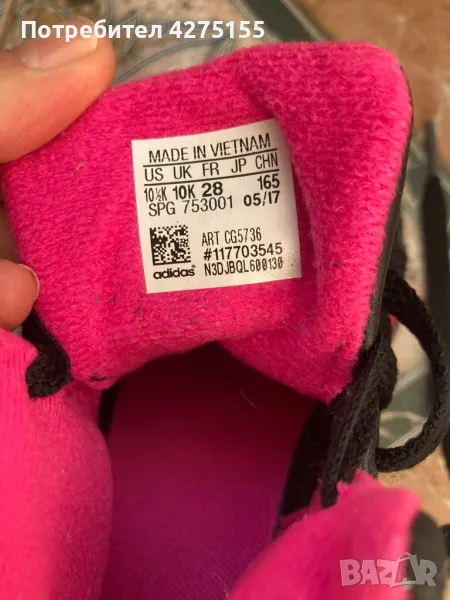 Потребител 4275155
MADE IN VIETNAM
US UK FR JP CHN
10½K 10K 28 165
SPG 753001 05/17
ART CG5736
#117703545
adidas N3DJBQL600130
BAZAR